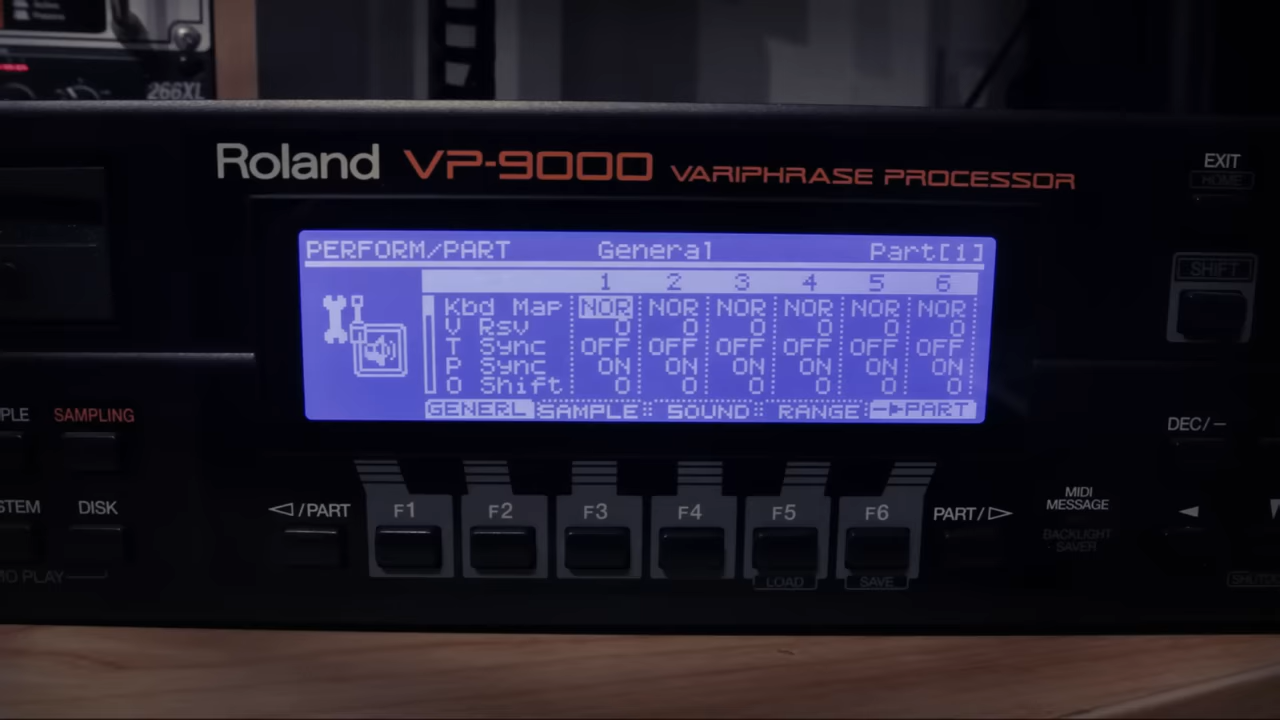 266XL
Roland VP-9000 VARIPHRASE PROCESSOR
EXIT
HOME
PERFORM/PART General Part[1]
1 2 3 4 5 6
Kbd Map NOR NOR NOR NOR NOR NOR
V Rsv 0 0 0 0 0 0
T Sync OFF OFF OFF OFF OFF OFF
P Sync ON ON ON ON ON ON
O Shift 0 0 0 0 0 0
GENERL SAMPLE SOUND RANGE →PART
SHIFT
PLE SAMPLING
DEC/−
STEM DISK
◁/PART F1 F2 F3 F4 F5 F6 PART/▷
MIDI
MESSAGE
BACKLIGHT
SAVER
MO PLAY
LOAD SAVE